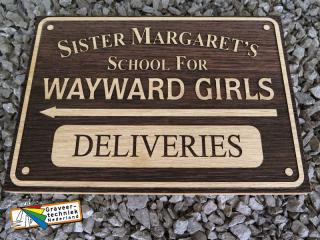 SISTER MARGARET'S
SCHOOL FOR
WAYWARD GIRLS
DELIVERIES
Graveer-
techniek
Nederland